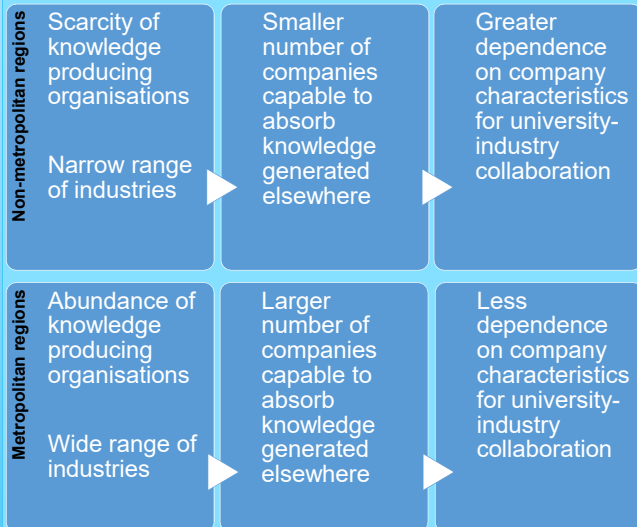 Non-metropolitan regions
Scarcity of
knowledge
producing
organisations
Narrow range
of industries
Smaller
number of
companies
capable to
absorb
knowledge
generated
elsewhere
Greater
dependence
on company
characteristics
for university-
industry
collaboration
Metropolitan regions
Abundance of
knowledge
producing
organisations
Wide range of
industries
Larger
number of
companies
capable to
absorb
knowledge
generated
elsewhere
Less
dependence
on company
characteristics
for university-
industry
collaboration